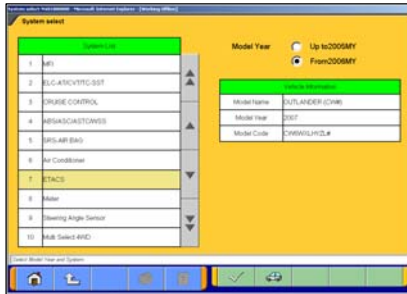 System select
System List
1 MFI
2 ELC-AT/CVT/TC-SST
3 CRUISE CONTROL
4 ABS/ASC/ASTC/WSS
5 SRS-AIR BAG
6 Air Conditioner
7 ETACS
8 Meter
9 Steering Angle Sensor
10 Multi Select 4WD
Model Year
Up to2005MY
From2006MY
Vehicle Information
Model Name OUTLANDER (CW#)
Model Year 2007
Model Code
Select Model Year and System.